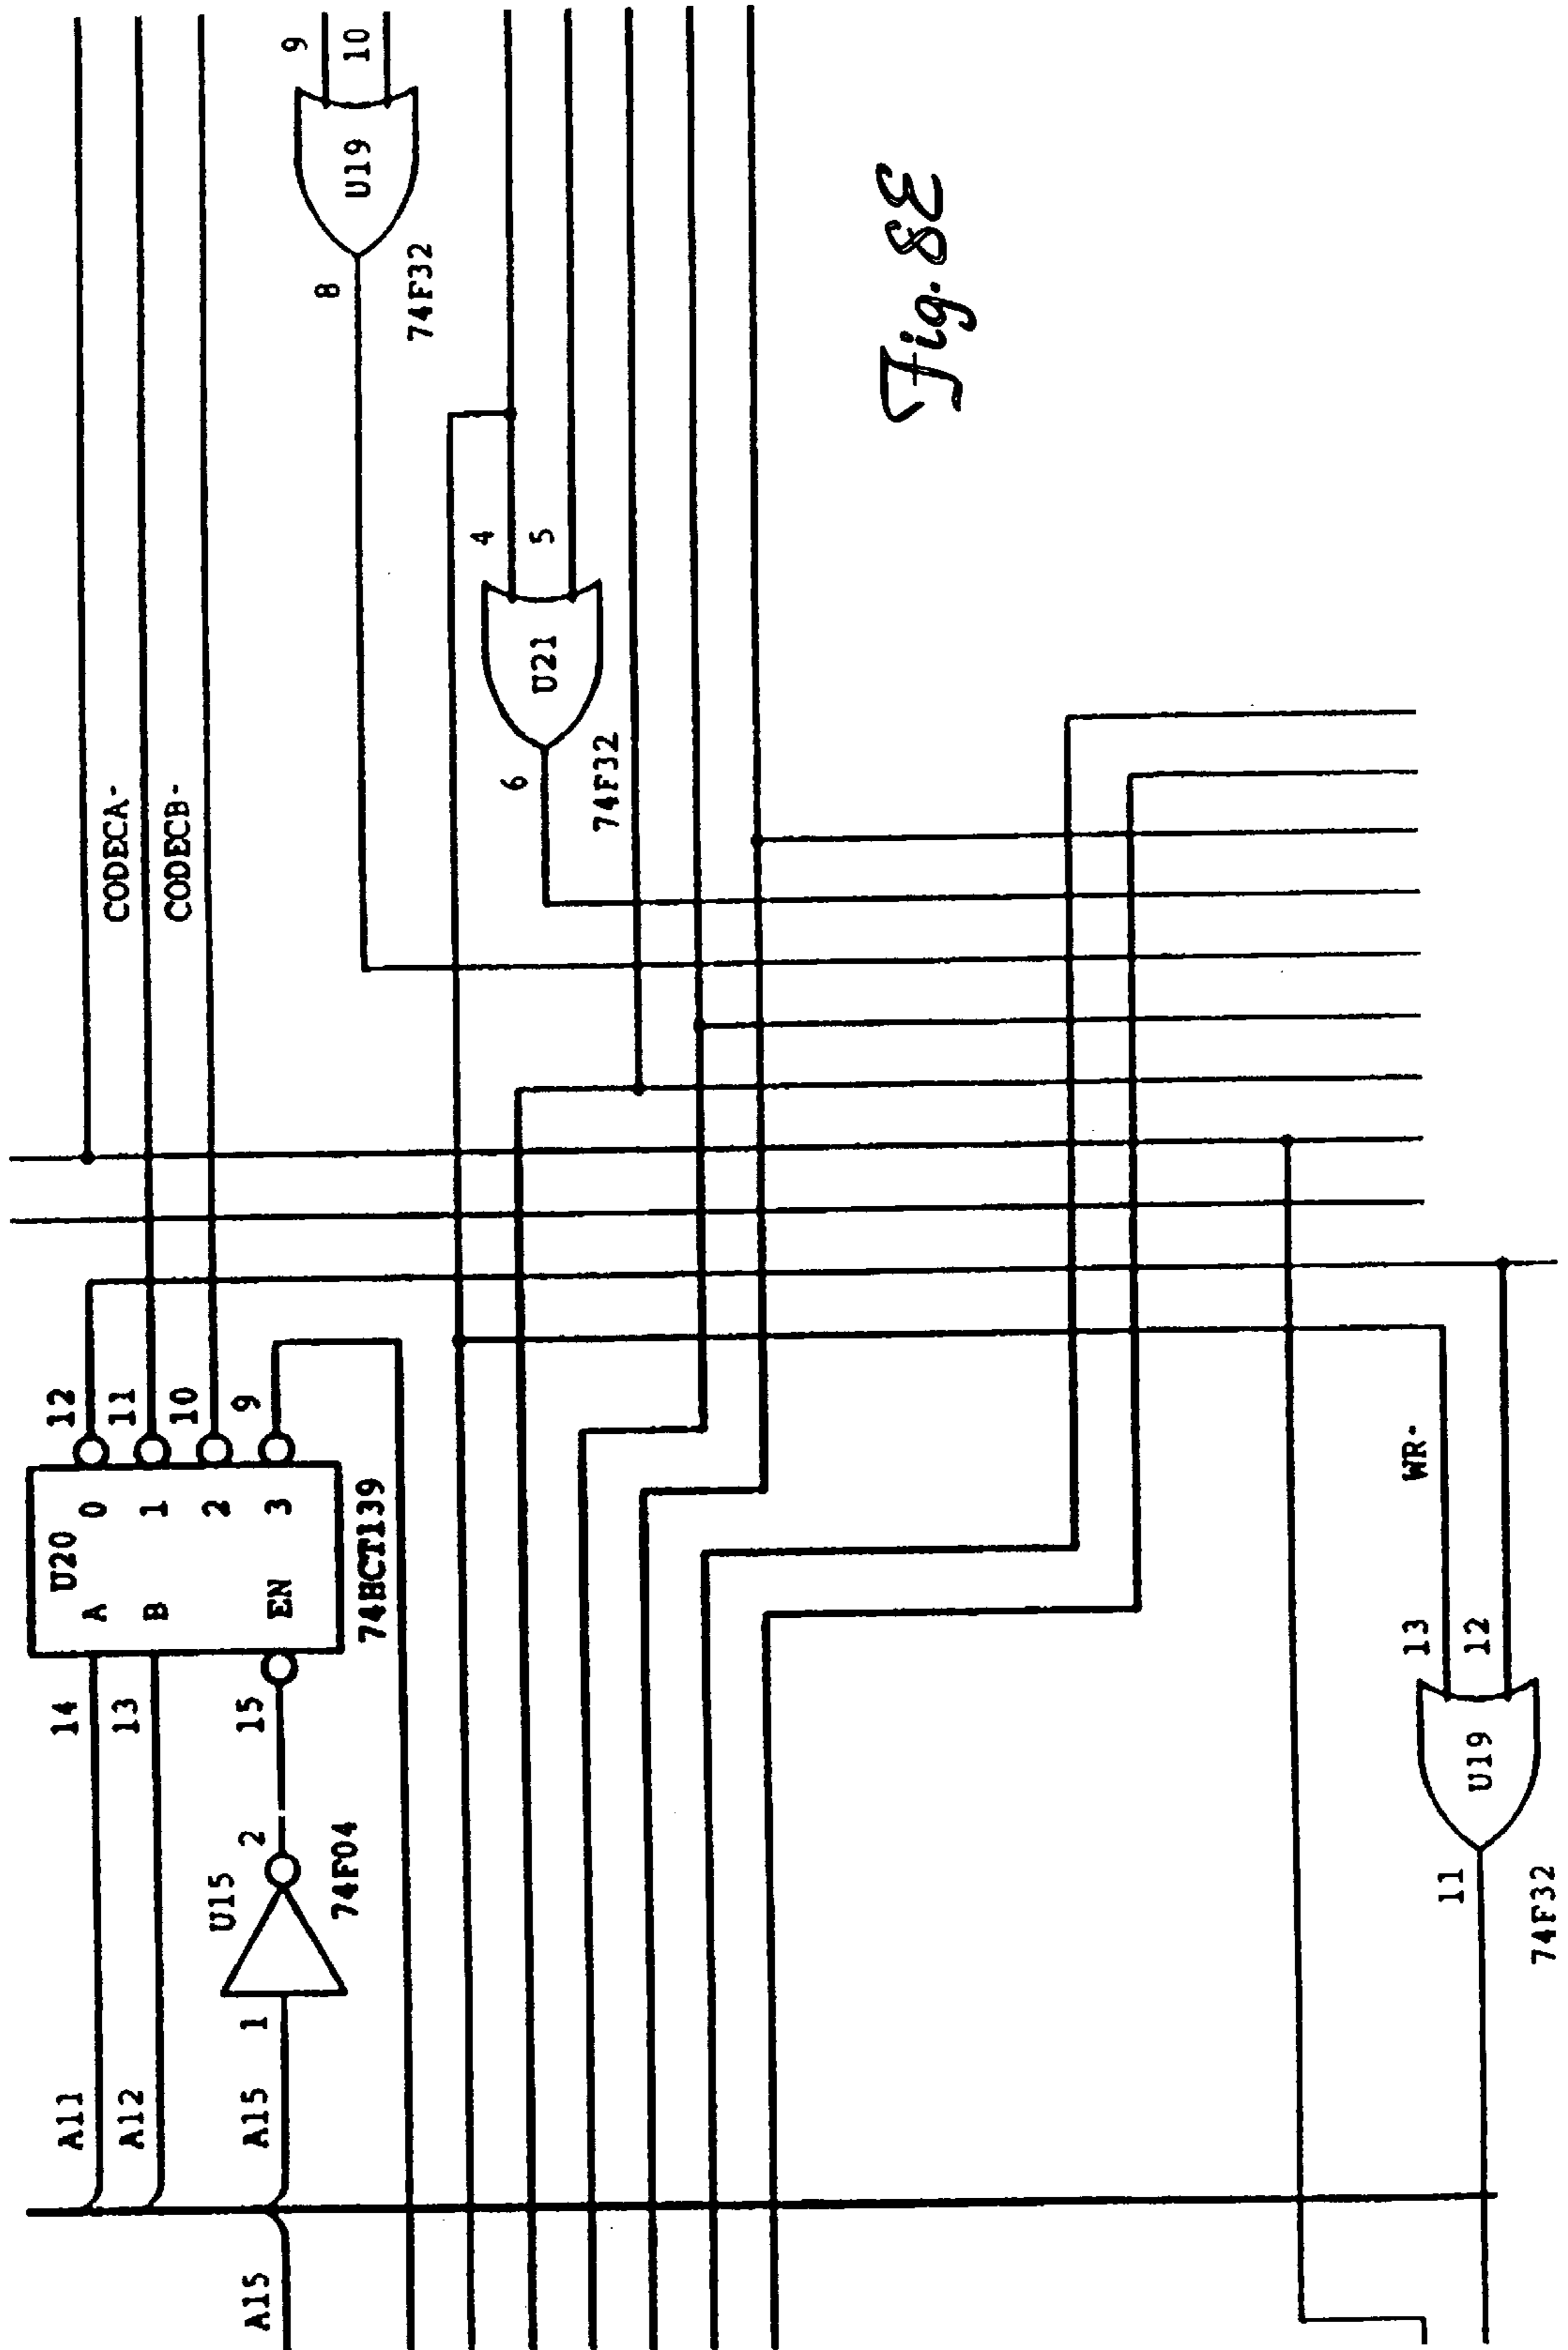 A11 14 U20 12
A 0
CODECA-
A12 13 11
B 1
CODECB-
10
2
U15
9
A15 A15 1 2 15 EN 3
9
8
74F04 U19 10
74HCT139
74F32
4
6 5
U21
74F32
Fig. 8E
WR-
13
11 12
U19
74F32